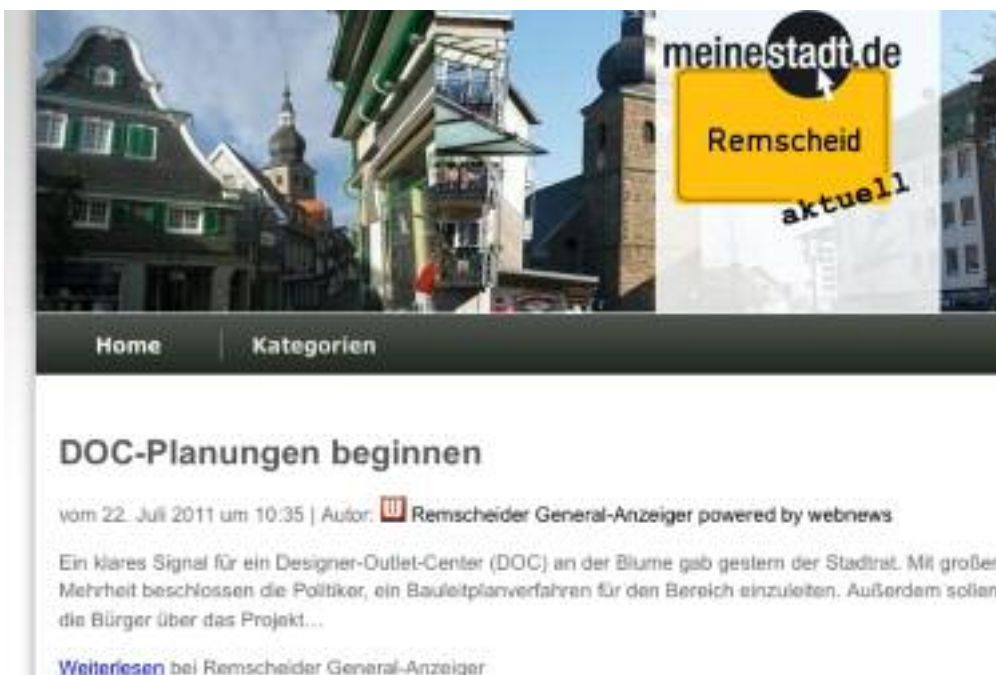 meinestadt.de
Remscheid
aktuell
Home
Kategorien
DOC-Planungen beginnen
vom 22. Juli 2011 um 10:35 | Autor: Remscheider General-Anzeiger powered by webnews
Ein klares Signal für ein Designer-Outlet-Center (DOC) an der Blume gab gestern der Stadtrat. Mit großer
Mehrheit beschlossen die Politiker, ein Bauleitplanverfahren für den Bereich einzuleiten. Außerdem sollen
die Bürger über das Projekt...
Weiterlesen bei Remscheider General-Anzeiger